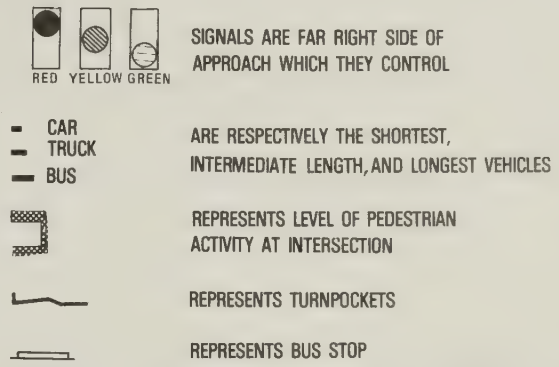 SIGNALS ARE FAR RIGHT SIDE OF
APPROACH WHICH THEY CONTROL
RED YELLOW GREEN
CAR
TRUCK
BUS
ARE RESPECTIVELY THE SHORTEST,
INTERMEDIATE LENGTH, AND LONGEST VEHICLES
REPRESENTS LEVEL OF PEDESTRIAN
ACTIVITY AT INTERSECTION
REPRESENTS TURNPOCKETS
REPRESENTS BUS STOP